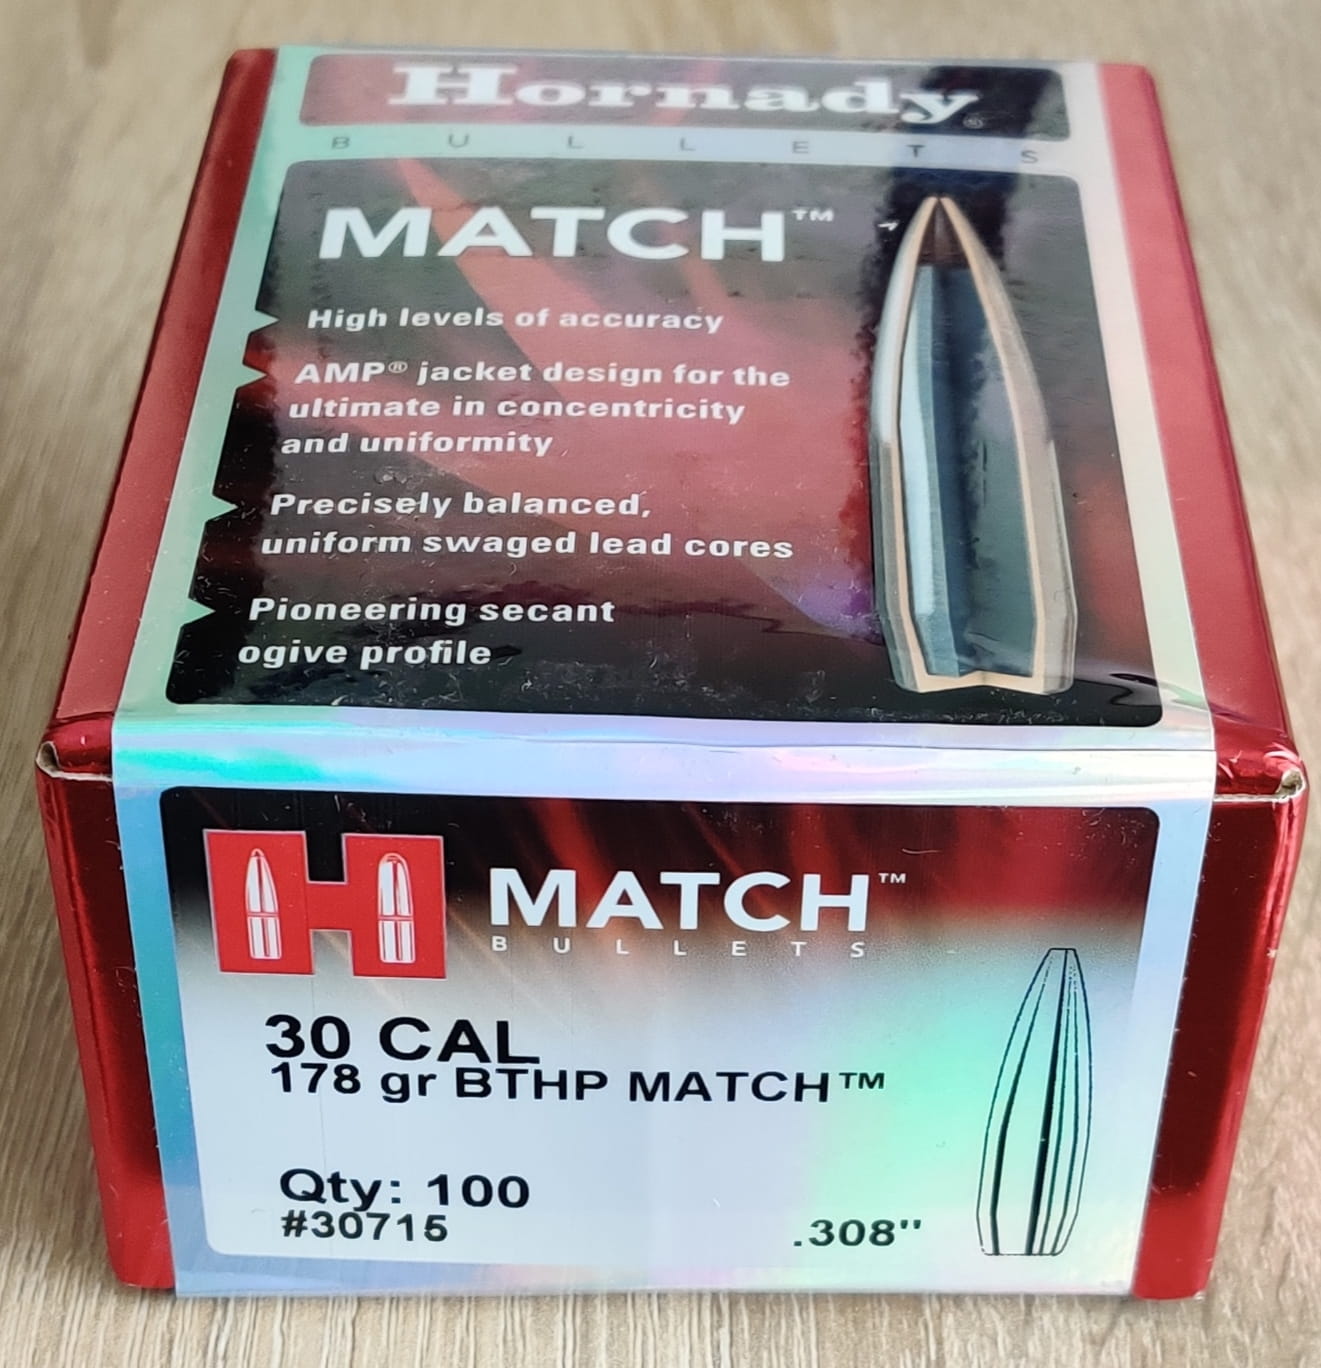 Hornady®
BULLETS
MATCH™
High levels of accuracy
AMP® jacket design for the
ultimate in concentricity
and uniformity
Precisely balanced,
uniform swaged lead cores
Pioneering secant
ogive profile
H MATCH™
BULLETS
30 CAL
178 gr BTHP MATCH™
Qty: 100
#30715 .308"